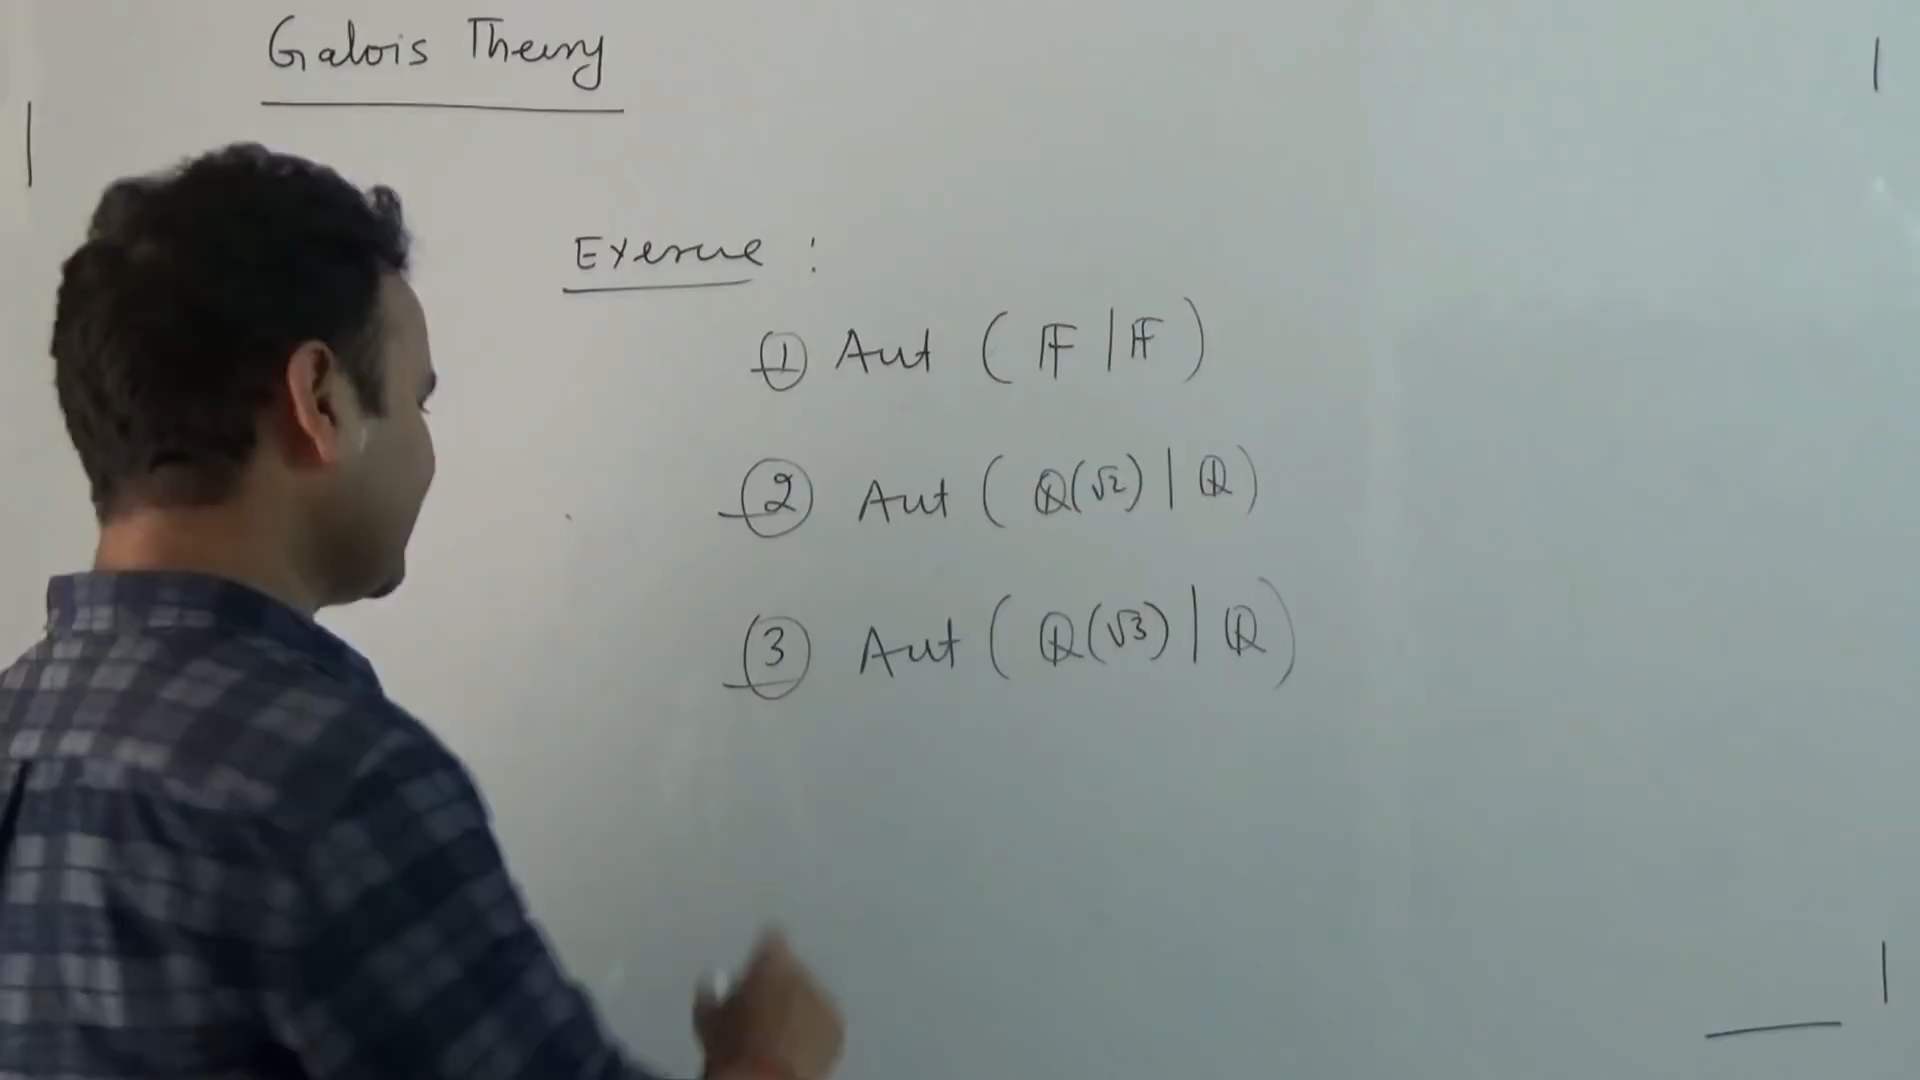 Galois Theory
Exercise :
① Aut ( 𝔽 | 𝔽 )
② Aut ( ℚ(√2) | ℚ )
③ Aut ( ℚ(√3) | ℚ )